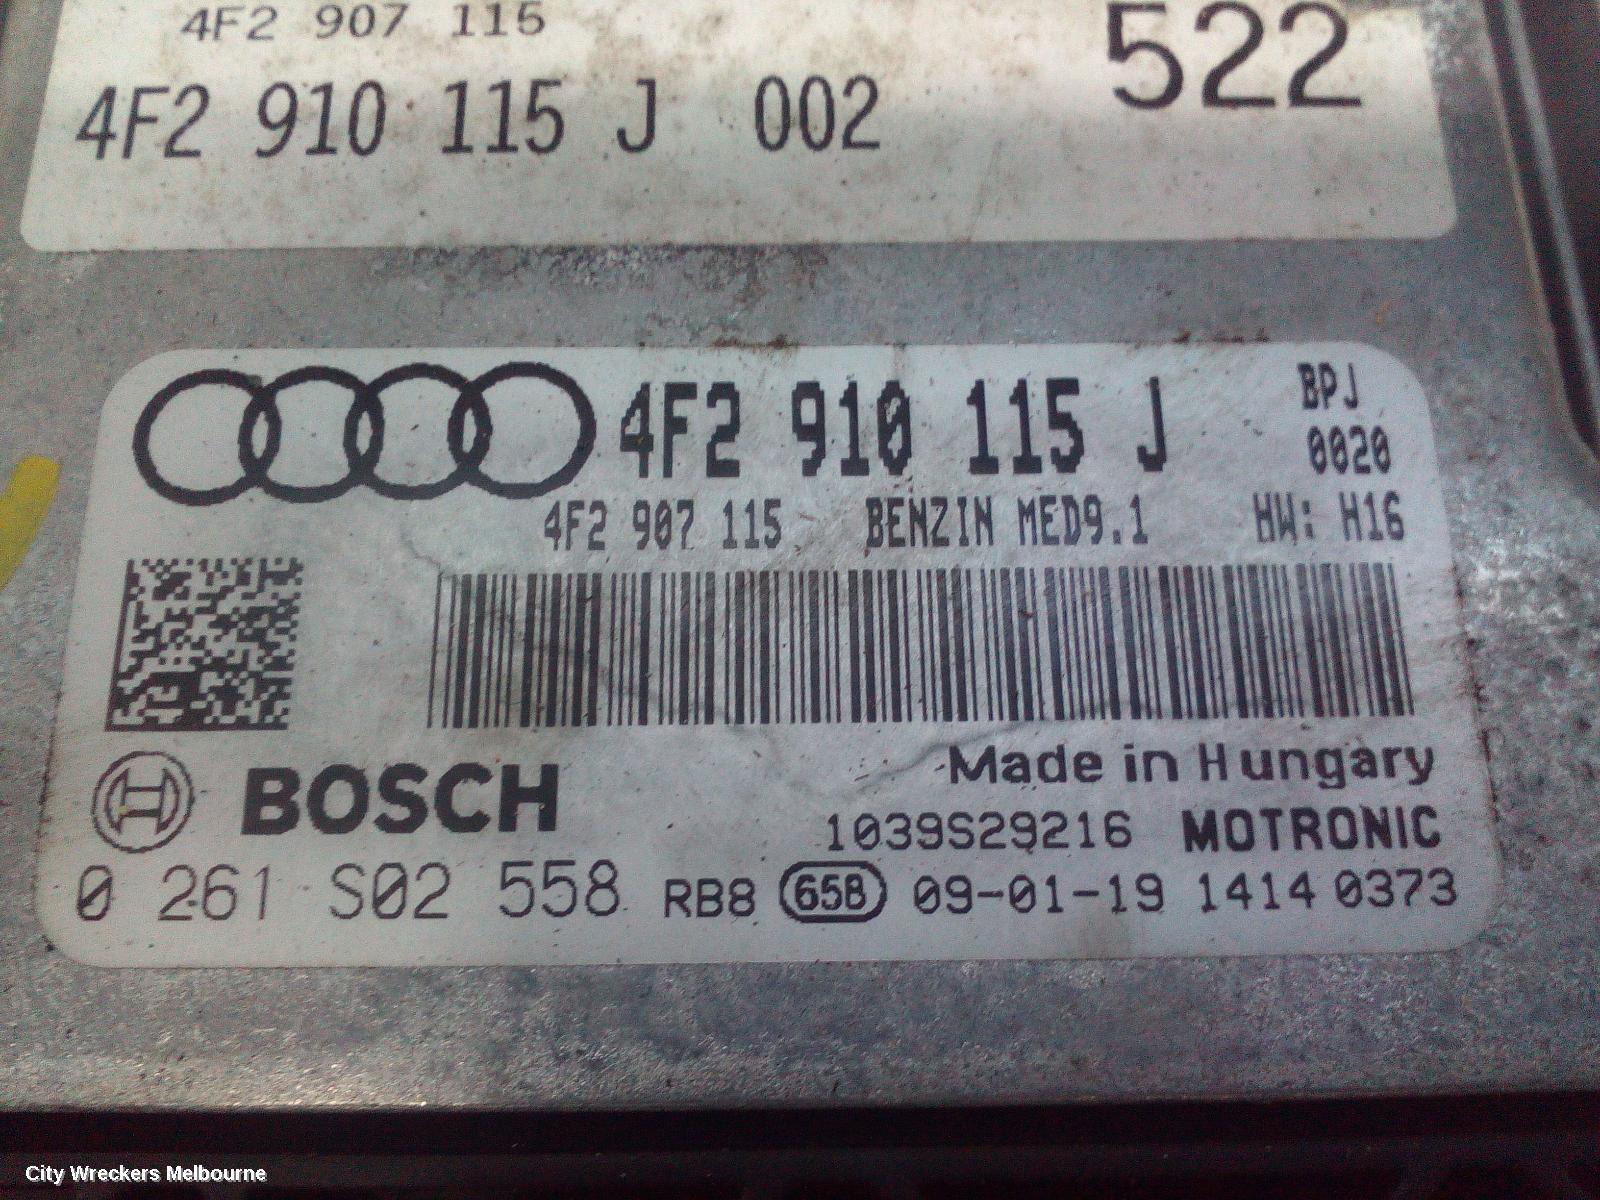 4F2 907 115
522
4F2 910 115 J 002
4F2 910 115 J
BPJ
0020
4F2 907 115 BENZIN MED9.1 HW: H16
Made in Hungary
BOSCH
1039S29216 MOTRONIC
0 261 S02 558 RB8 65B 09-01-19 1414 0373
City Wreckers Melbourne